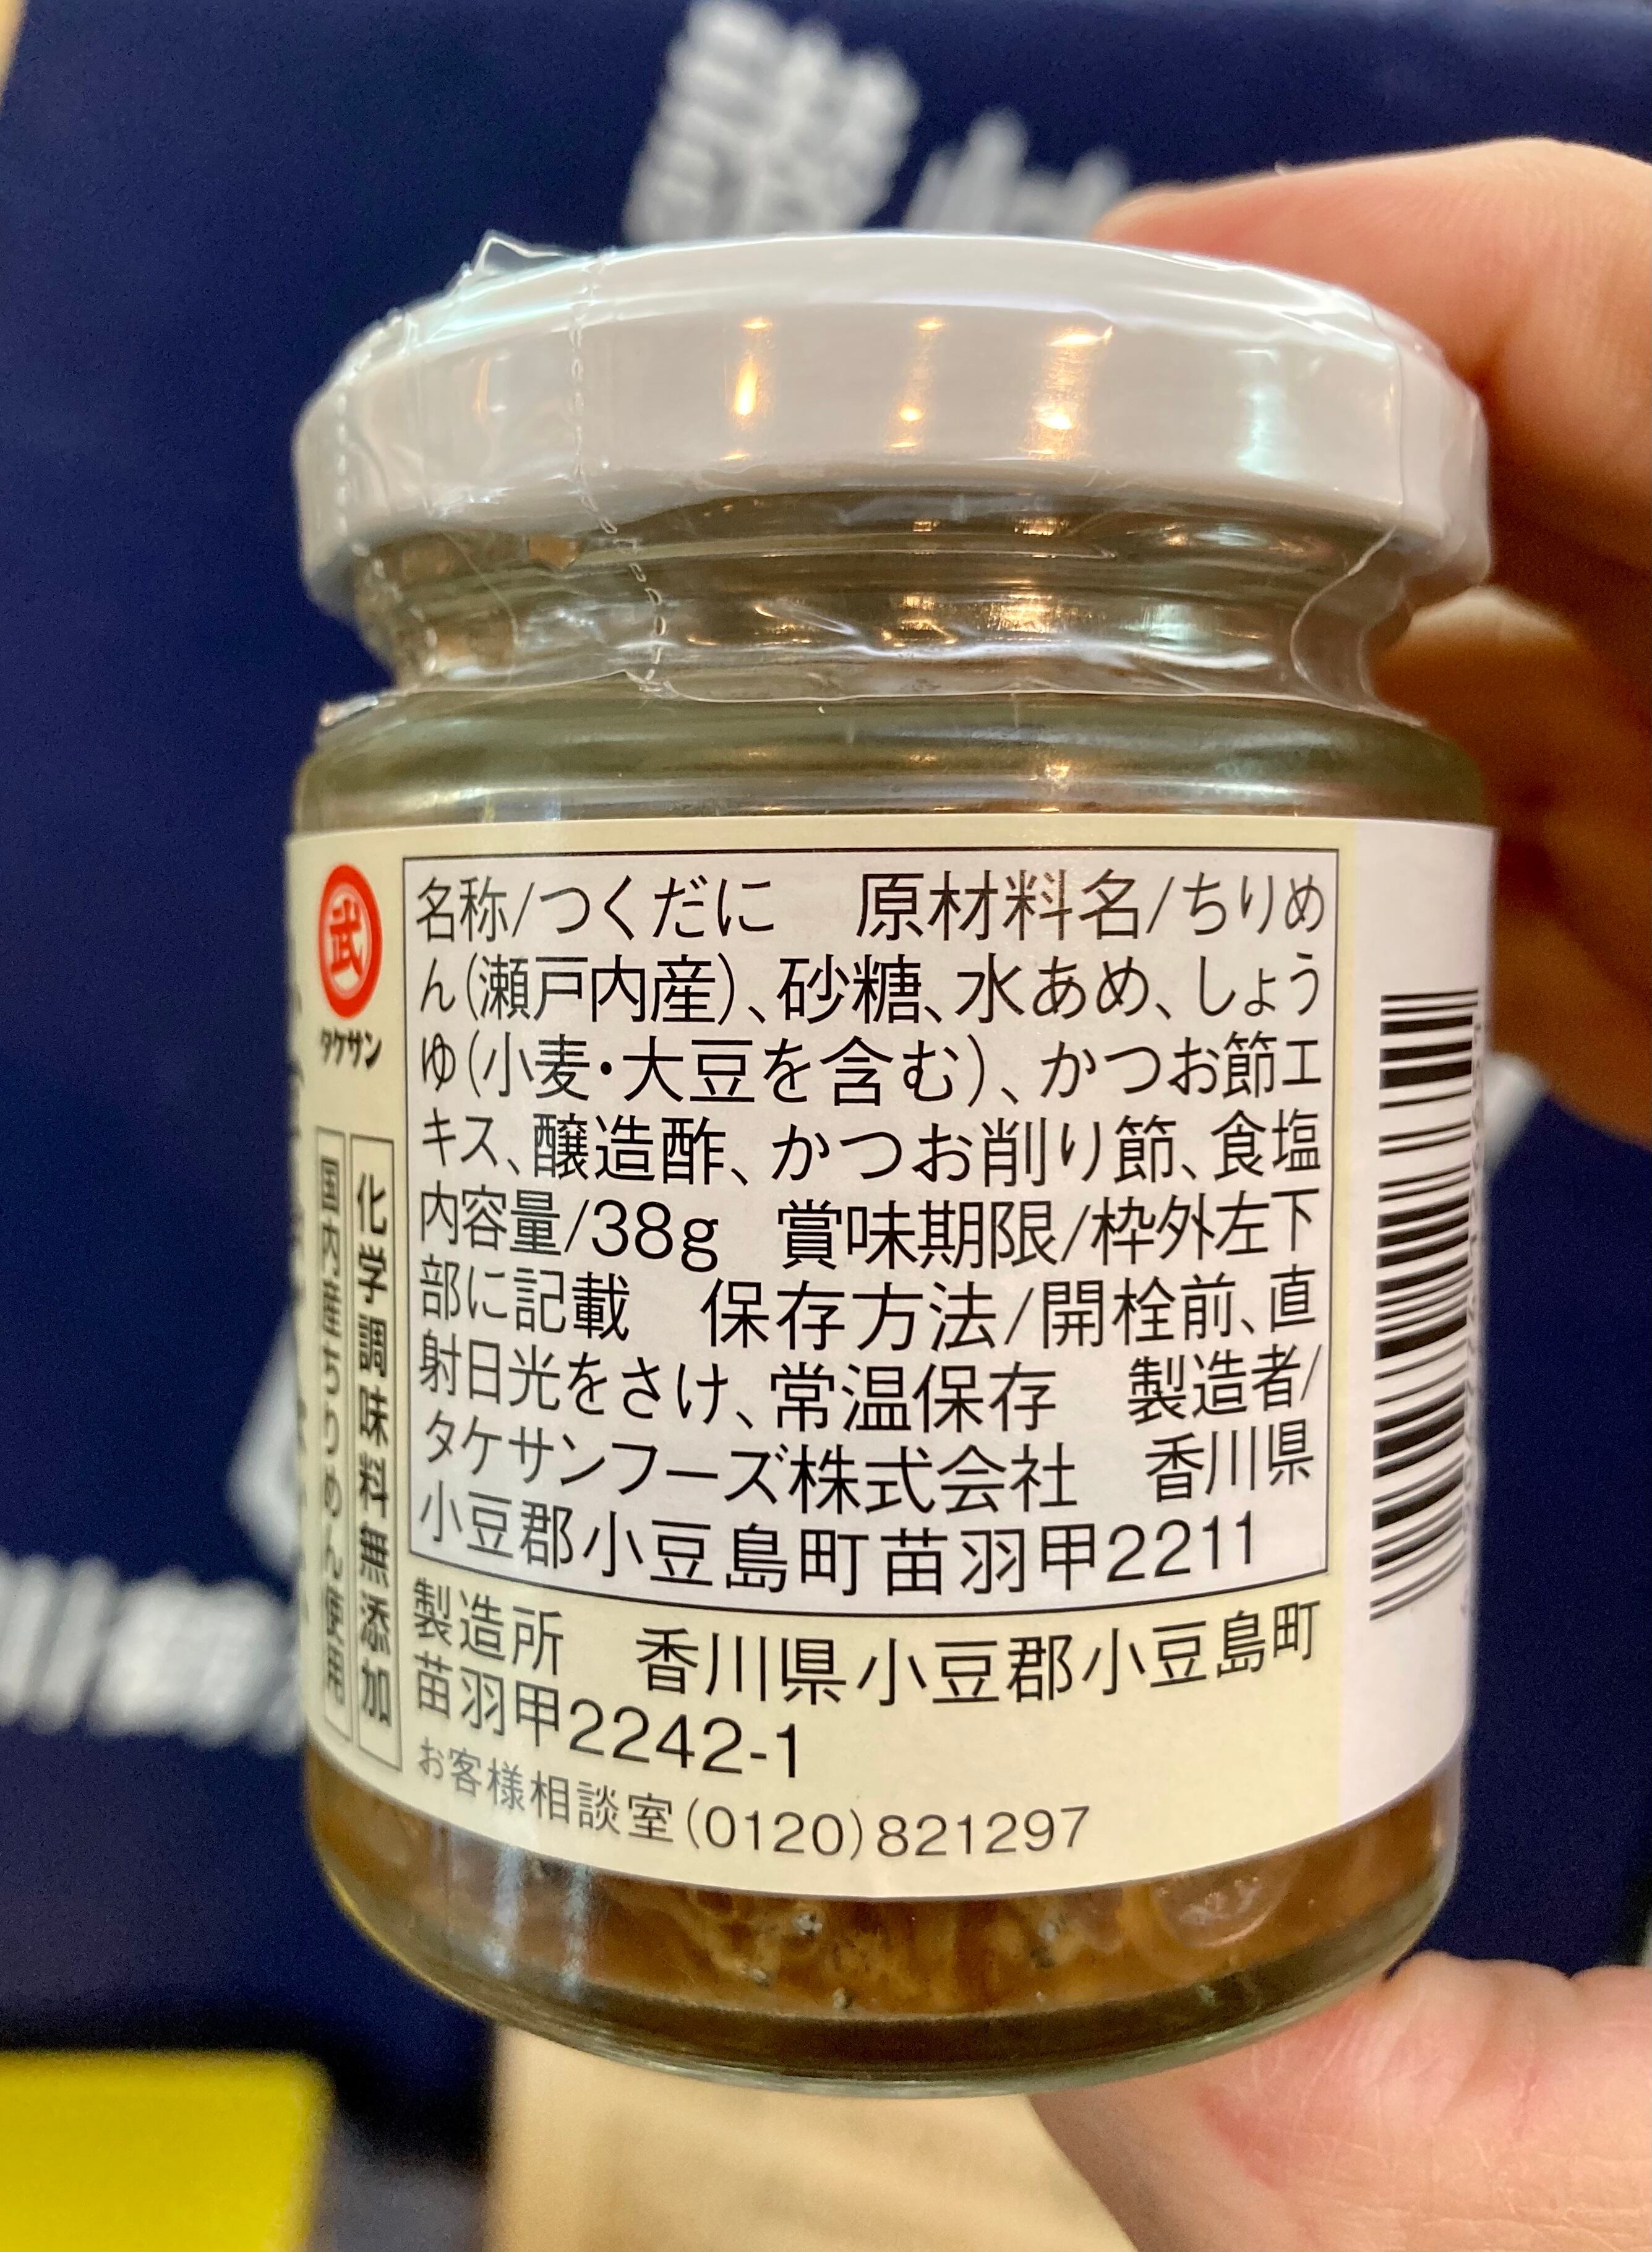 武
タケサン
化学調味料無添加
国内産ちりめん使用
名称/つくだに　原材料名/ちりめ
ん(瀬戸内産)、砂糖、水あめ、しょう
ゆ(小麦・大豆を含む)、かつお節エ
キス、醸造酢、かつお削り節、食塩
内容量/38g　賞味期限/枠外左下
部に記載　保存方法/開栓前、直
射日光をさけ、常温保存　製造者/
タケサンフーズ株式会社　香川県
小豆郡小豆島町苗羽甲2211
製造所　香川県小豆郡小豆島町
苗羽甲2242-1
お客様相談室(0120)821297